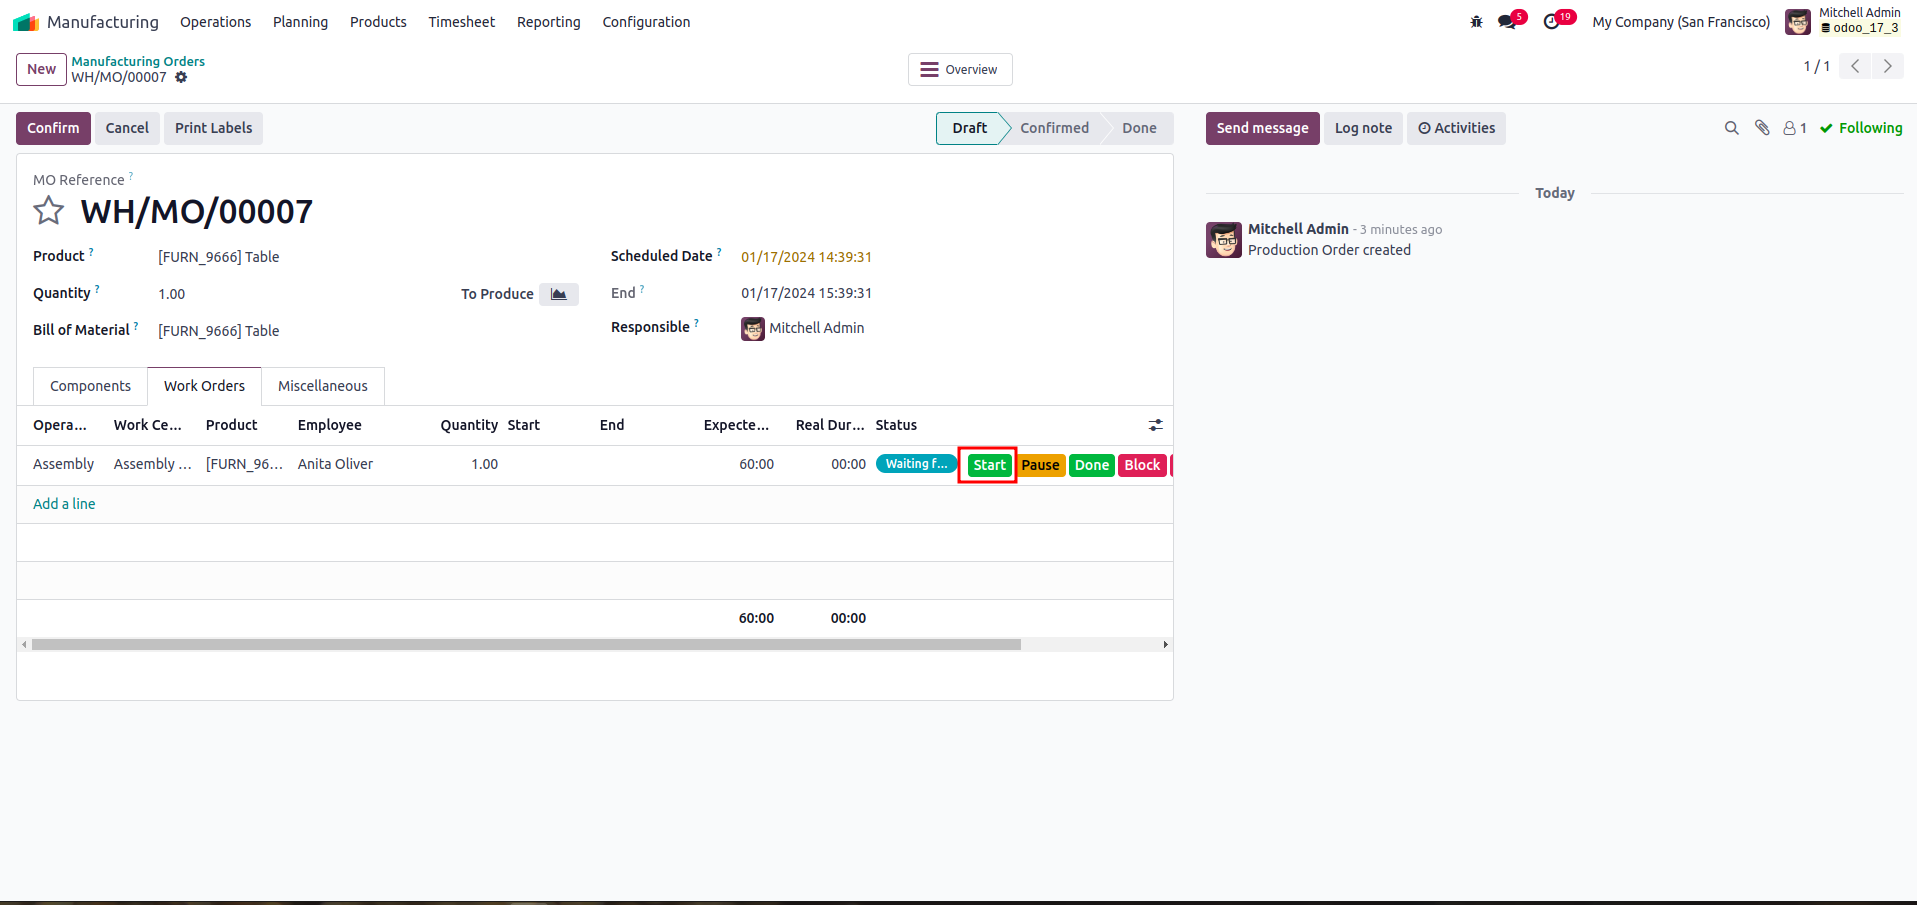 Manufacturing Operations Planning Products Timesheet Reporting Configuration 5 19 My Company (San Francisco) Mitchell Admin
odoo_17_3
New Manufacturing Orders
WH/MO/00007
Overview
1 / 1
Confirm Cancel Print Labels Draft Confirmed Done Send message Log note Activities 1 Following
MO Reference ?
WH/MO/00007
Today
Mitchell Admin - 3 minutes ago
Production Order created
Product ? [FURN_9666] Table Scheduled Date ? 01/17/2024 14:39:31
Quantity ? 1.00 To Produce End ? 01/17/2024 15:39:31
Bill of Material ? [FURN_9666] Table Responsible ? Mitchell Admin
Components Work Orders Miscellaneous
Opera... Work Ce... Product Employee Quantity Start End Expecte... Real Dur... Status
Assembly Assembly ... [FURN_96... Anita Oliver 1.00 60:00 00:00 Waiting f... Start Pause Done Block
Add a line
60:00 00:00